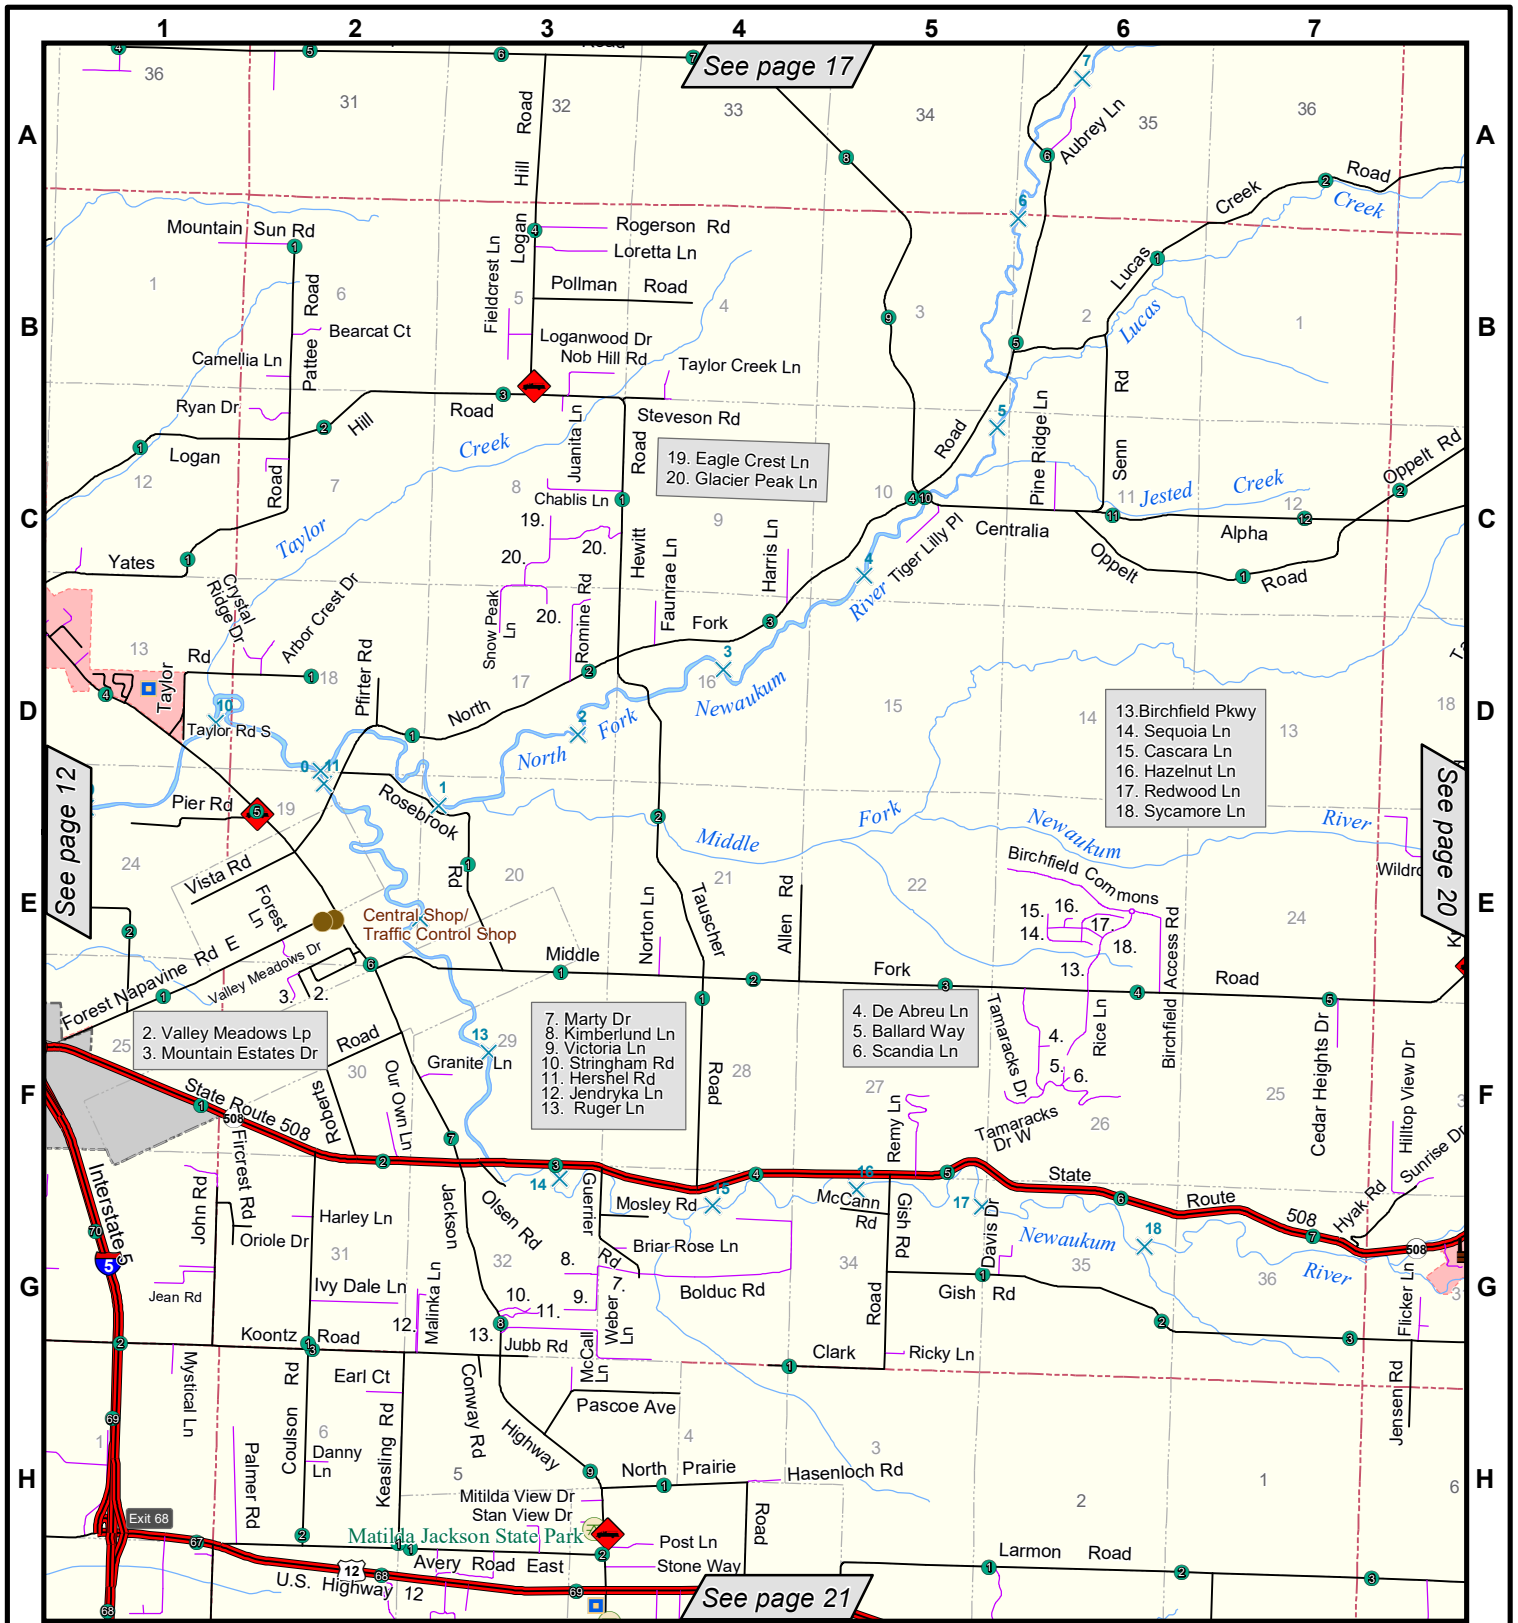 1 2 3 4 5 6 7
See page 17
Road
36 31 32 33 34 35 36
A A
Logan Hill Road
Aubrey Ln
Lucas Creek Road
Creek
Mountain Sun Rd
Rogerson Rd
Loretta Ln
Pollman Road
Fieldcrest Ln
Pattee Road
Bearcat Ct
Loganwood Dr
Nob Hill Rd
Taylor Creek Ln
Camellia Ln
Ryan Dr
B B
1 6 5 4 3 2 1
Lucas
Logan Hill Road
Steveson Rd
Juanita Ln
Taylor Creek
Chablis Ln
Hewitt Road
19. Eagle Crest Ln
20. Glacier Peak Ln
Pine Ridge Ln
Senn Rd
Jested Creek
Oppelt Rd
Centralia Alpha Road
Oppelt Road
Tiger Lilly Pl
C C
12 7 8 9 10 11 12
19.
20. 20.
20.
Yates Road
Crystal
Ridge Dr
Arbor Crest Dr
Snow Peak
Ln
Romine Rd
Faunrae Ln
Harris Ln
North Fork Road
North Fork Newaukum River
Pfirter Rd
Taylor Rd
Taylor Rd S
D D
13 18 17 16 15 14 13 18
13.Birchfield Pkwy
14. Sequoia Ln
15. Cascara Ln
16. Hazelnut Ln
17. Redwood Ln
18. Sycamore Ln
See page 12
See page 20
Pier Rd
Rosebrook Rd
Middle Fork Newaukum River
Vista Rd
Forest
Ln
Central Shop/
Traffic Control Shop
Norton Ln
Tauscher Road
Allen Rd
Birchfield Commons
15. 16.
14. 17.
18.
13.
Birchfield Access Rd
E E
24 19 20 21 22 24
Forest Napavine Rd E
Valley Meadows Dr
3. 2.
Middle Fork Road
2. Valley Meadows Lp
3. Mountain Estates Dr
7. Marty Dr
8. Kimberlund Ln
9. Victoria Ln
10. Stringham Rd
11. Hershel Rd
12. Jendryka Ln
13. Ruger Ln
4. De Abreu Ln
5. Ballard Way
6. Scandia Ln
Tamaracks Dr
Rice Ln
4.
5. 6.
Tamaracks
Dr W
Cedar Heights Dr
Hilltop View Dr
Sunrise Dr
F F
25 30 29 28 27 26 25
Roberts Road
Our Own Ln
Granite Ln
Remy Ln
State Route 508
508
State Route 508
508
Interstate 5
5
John Rd
Fircrest Rd
Oriole Dr
Harley Ln
Jackson Highway
Olsen Rd
Guerrier Rd
Mosley Rd
Briar Rose Ln
McCann
Rd
Gish Road
Gish Rd
Davis Dr
Newaukum River
Hyak Rd
Jean Rd
Ivy Dale Ln
Malinka Ln
8.
7.
9.
10.
11.
12.
13.
Weber
Ln
Bolduc Rd
Gish Rd
Flicker Ln
G G
31 32 34 35 36 31
Koontz Road
Jubb Rd
McCall
Ln
Clark Road
Ricky Ln
Mystical Ln
Coulson Rd
Earl Ct
Keasling Rd
Conway Rd
Pascoe Ave
Jensen Rd
Palmer Rd
Danny
Ln
North Prairie Road
Hasenloch Rd
Mitilda View Dr
Stan View Dr
Matilda Jackson State Park
Post Ln
Stone Way
H H
1 6 5 4 3 2 1 6
Exit 68
Avery Road East
U.S. Highway 12
12
Larmon Road
See page 21